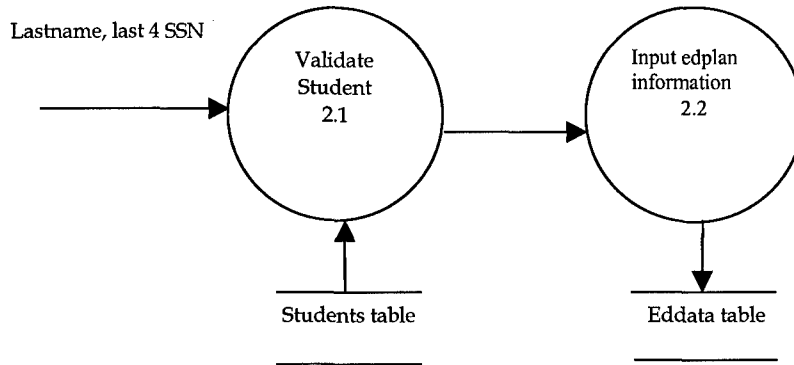 Lastname, last 4 SSN
Validate
Student
2.1
Input edplan
information
2.2
Students table
Eddata table